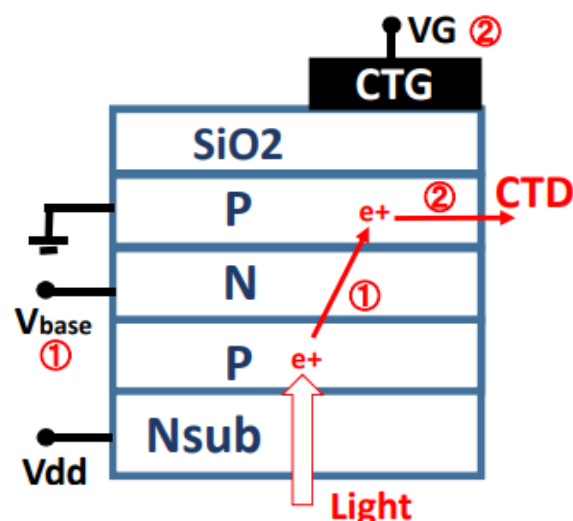 VG ②
CTG
SiO2
P
e+
②
CTD
N
①
Vbase
①
P
e+
Nsub
Vdd
Light